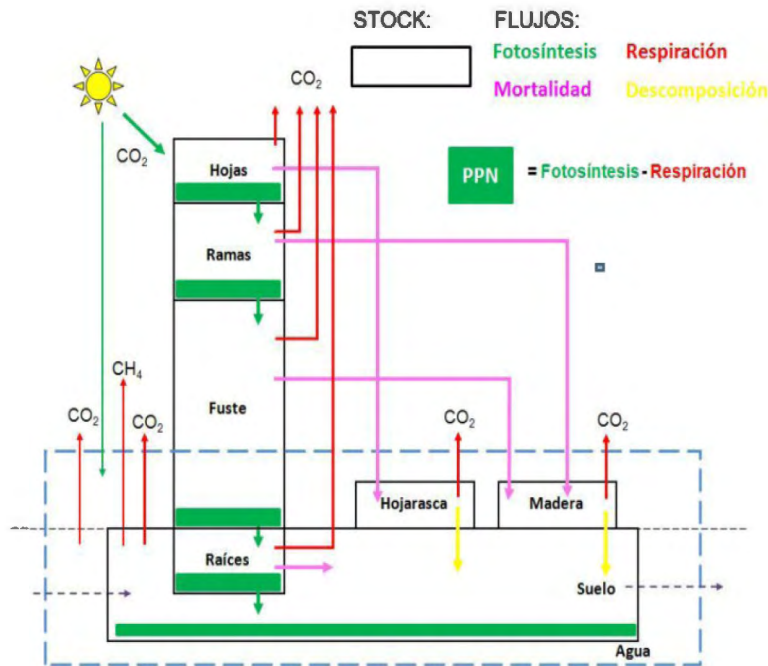 STOCK: FLUJOS:
Fotosíntesis Respiración
Mortalidad Descomposición
CO2
CO2
PPN = Fotosíntesis - Respiración
Hojas
Ramas
CH4
Fuste
CO2 CO2 CO2 CO2
Hojarasca Madera
Raíces
Suelo
Agua